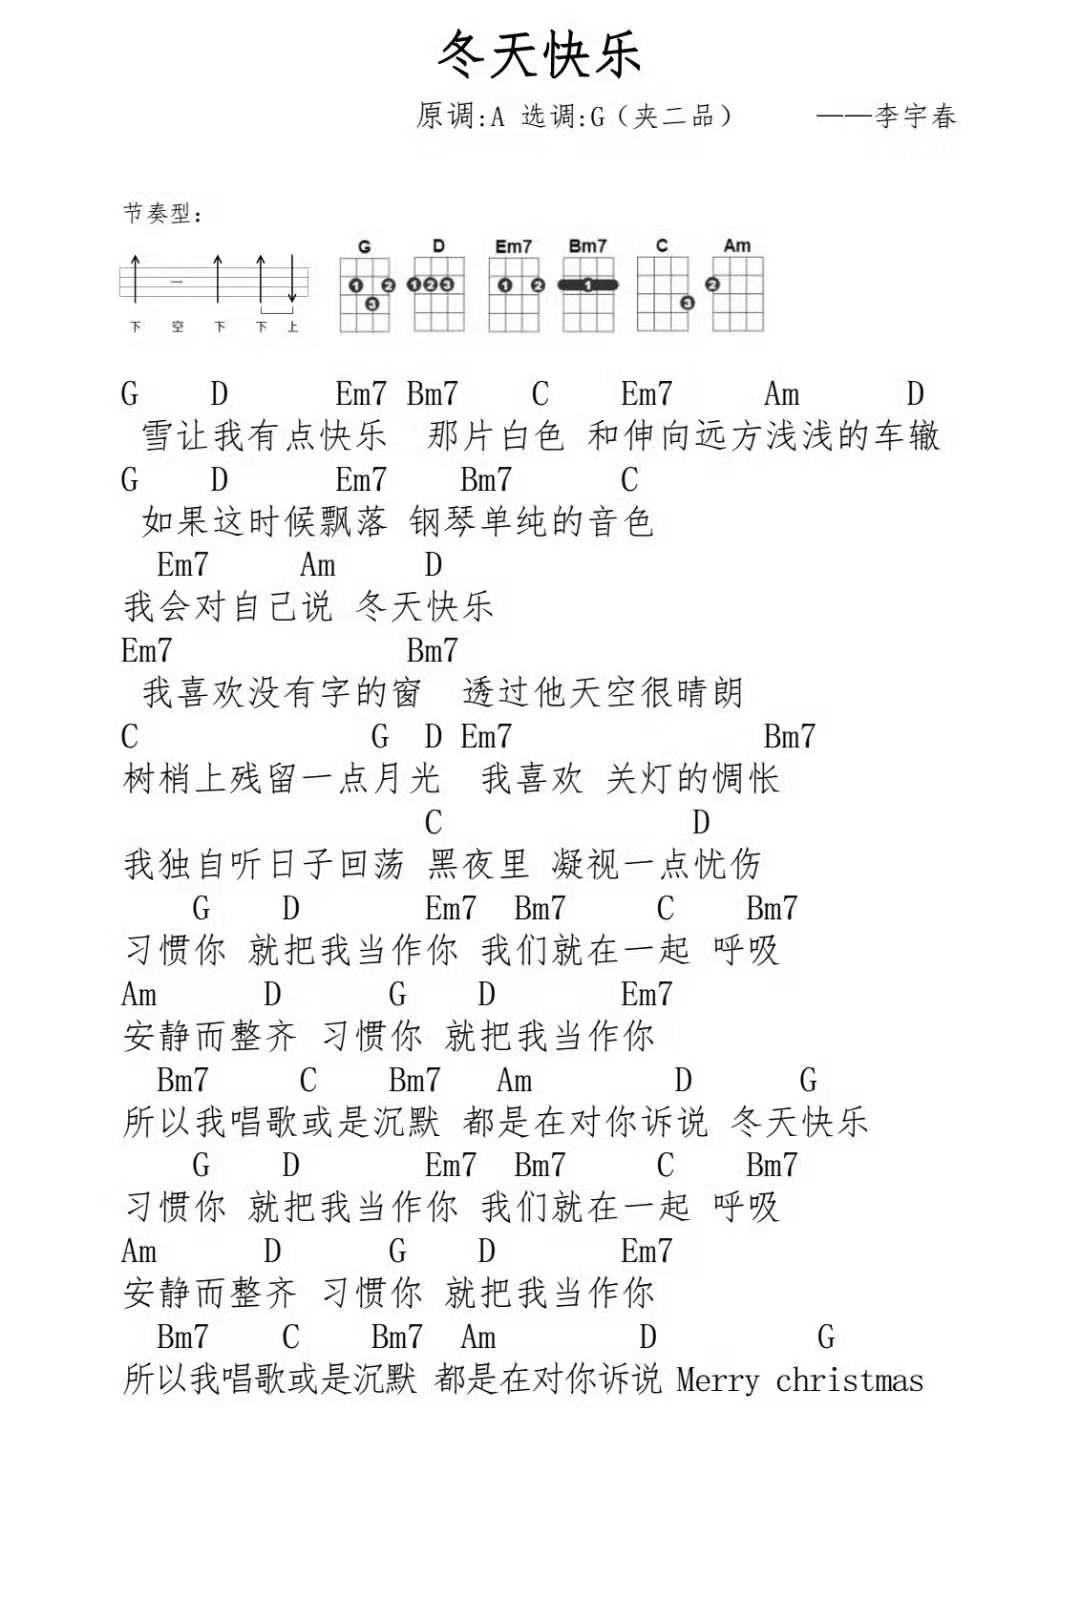 冬天快乐
原调:A 选调:G（夹二品） ——李宇春
节奏型：
G D Em7 Bm7 C Am
1 2 3 1 2 3 1 2 1 3 2
下 空 下 下 上
G D Em7 Bm7 C Em7 Am D
雪让我有点快乐 那片白色 和伸向远方浅浅的车辙
G D Em7 Bm7 C
如果这时候飘落 钢琴单纯的音色
Em7 Am D
我会对自己说 冬天快乐
Em7 Bm7
我喜欢没有字的窗 透过他天空很晴朗
C G D Em7 Bm7
树梢上残留一点月光 我喜欢 关灯的惆怅
C D
我独自听日子回荡 黑夜里 凝视一点忧伤
G D Em7 Bm7 C Bm7
习惯你 就把我当作你 我们就在一起 呼吸
Am D G D Em7
安静而整齐 习惯你 就把我当作你
Bm7 C Bm7 Am D G
所以我唱歌或是沉默 都是在对你诉说 冬天快乐
G D Em7 Bm7 C Bm7
习惯你 就把我当作你 我们就在一起 呼吸
Am D G D Em7
安静而整齐 习惯你 就把我当作你
Bm7 C Bm7 Am D G
所以我唱歌或是沉默 都是在对你诉说 Merry christmas